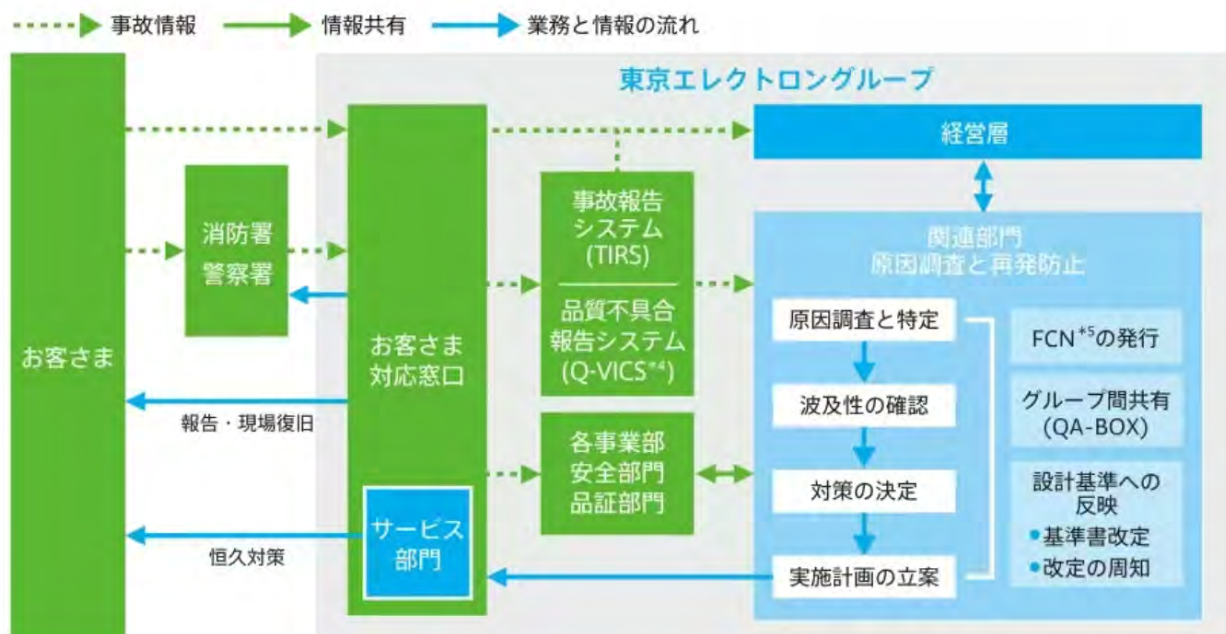 事故情報
情報共有
業務と情報の流れ
東京エレクトロングループ
お客さま
消防署
警察署
報告・現場復旧
恒久対策
お客さま
対応窓口
サービス
部門
事故報告
システム
(TIRS)
品質不具合
報告システム
(Q-VICS*4)
各事業部
安全部門
品証部門
経営層
関連部門
原因調査と再発防止
原因調査と特定
波及性の確認
対策の決定
実施計画の立案
FCN*5の発行
グループ間共有
(QA-BOX)
設計基準への
反映
•基準書改定
•改定の周知